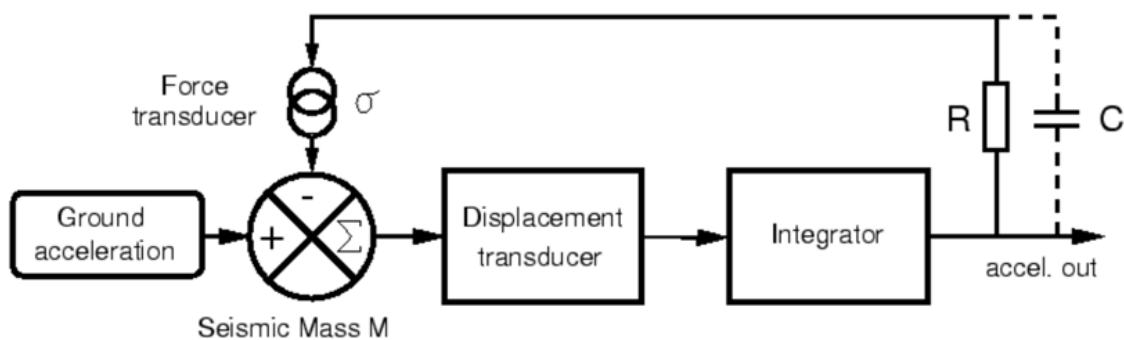 Force
transducer
σ
R
C
Ground
acceleration
-
+
Σ
Displacement
transducer
Integrator
accel. out
Seismic Mass M